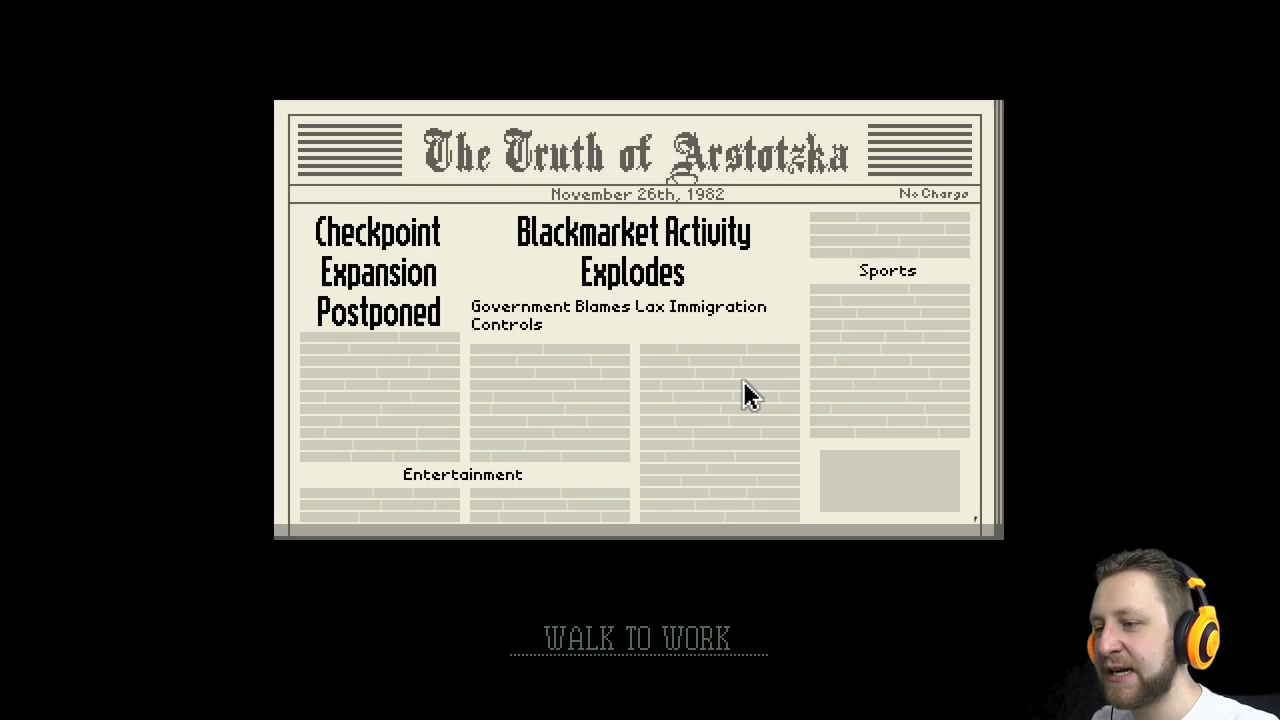 The Truth of Arstotzka
November 26th, 1982
No Charge
Checkpoint
Expansion
Postponed
Blackmarket Activity
Explodes
Government Blames Lax Immigration
Controls
Sports
Entertainment
WALK TO WORK